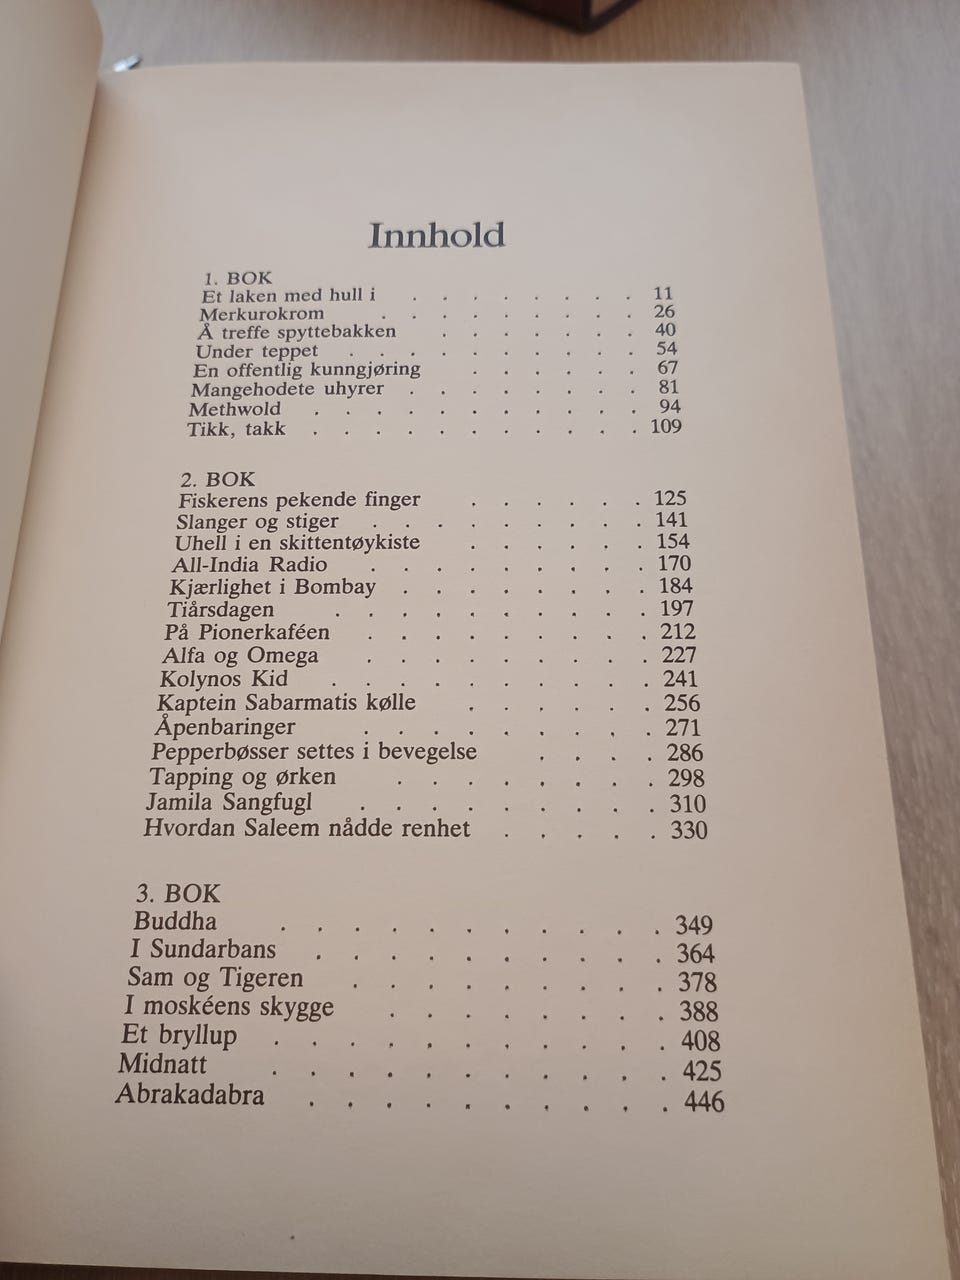 Innhold
1. BOK
Et laken med hull i . . . . . . . . 11
Merkurokrom . . . . . . . . . 26
Å treffe spyttebakken . . . . . . . 40
Under teppet . . . . . . . . . . 54
En offentlig kunngjøring . . . . . . 67
Mangehodete uhyrer . . . . . . . . 81
Methwold . . . . . . . . . . . 94
Tikk, takk . . . . . . . . . . . 109
2. BOK
Fiskerens pekende finger . . . . . . 125
Slanger og stiger . . . . . . . . . 141
Uhell i en skittentøykiste . . . . . . 154
All-India Radio . . . . . . . . . 170
Kjærlighet i Bombay . . . . . . . . 184
Tiårsdagen . . . . . . . . . . 197
På Pionerkaféen . . . . . . . . . 212
Alfa og Omega . . . . . . . . . 227
Kolynos Kid . . . . . . . . . . 241
Kaptein Sabarmatis kølle . . . . . . 256
Åpenbaringer . . . . . . . . . 271
Pepperbøsser settes i bevegelse . . . . 286
Tapping og ørken . . . . . . . . 298
Jamila Sangfugl . . . . . . . . . 310
Hvordan Saleem nådde renhet . . . . . 330
3. BOK
Buddha . . . . . . . . . . . 349
I Sundarbans . . . . . . . . . . 364
Sam og Tigeren . . . . . . . . . 378
I moskéens skygge . . . . . . . . 388
Et bryllup . . . . . . . . . . . 408
Midnatt . . . . . . . . . . . 425
Abrakadabra . . . . . . . . . . 446